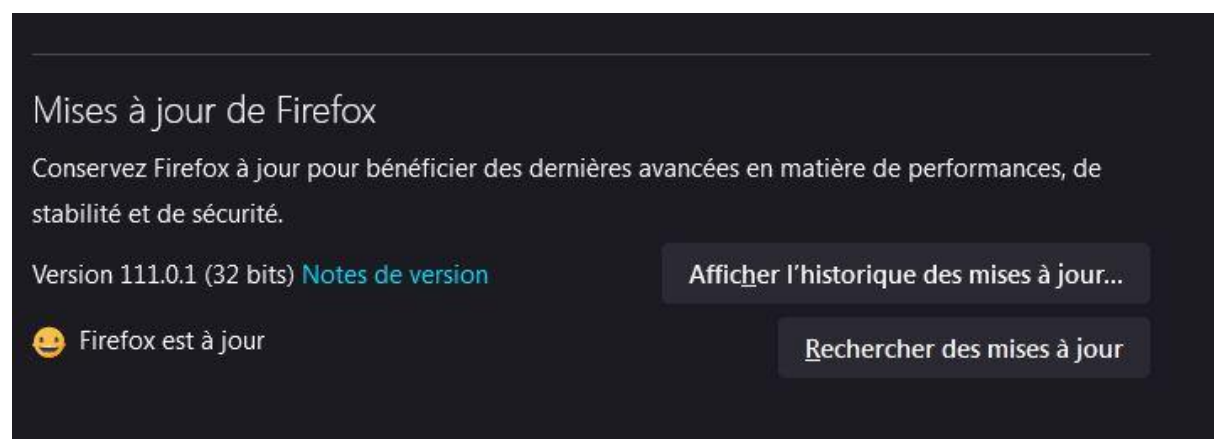 Mises à jour de Firefox
Conservez Firefox à jour pour bénéficier des dernières avancées en matière de performances, de
stabilité et de sécurité.
Version 111.0.1 (32 bits) Notes de version
Afficher l’historique des mises à jour...
Firefox est à jour
Rechercher des mises à jour